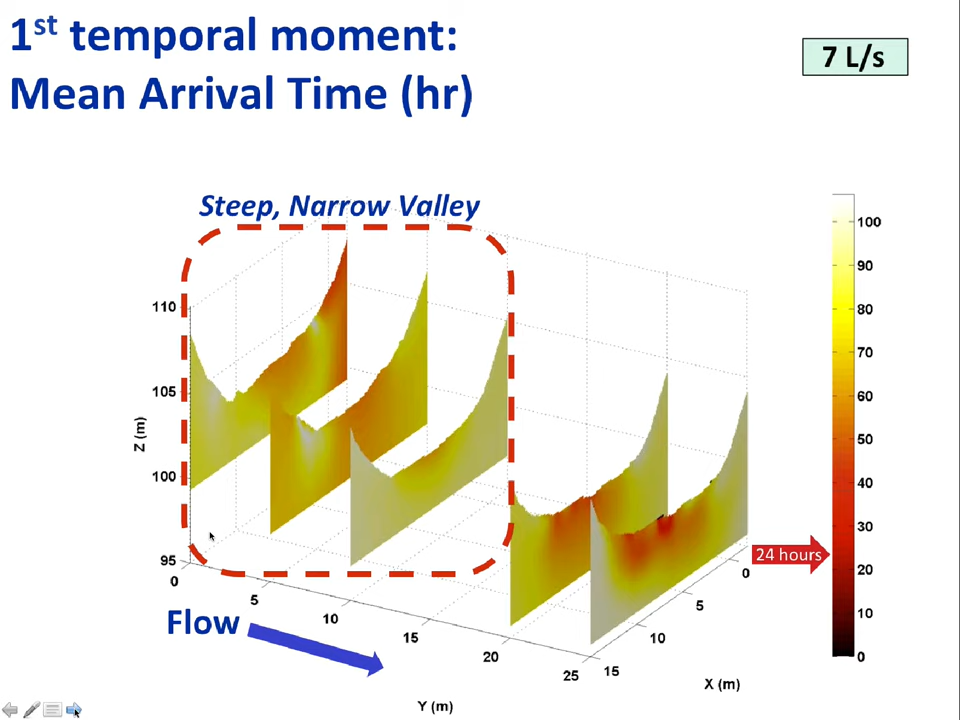 1st temporal moment:
Mean Arrival Time (hr)
7 L/s
Steep, Narrow Valley
110
105
100
95
Z (m)
0
5
10
15
20
25
Y (m)
15
10
5
0
X (m)
Flow
24 hours
100
90
80
70
60
50
40
30
20
10
0